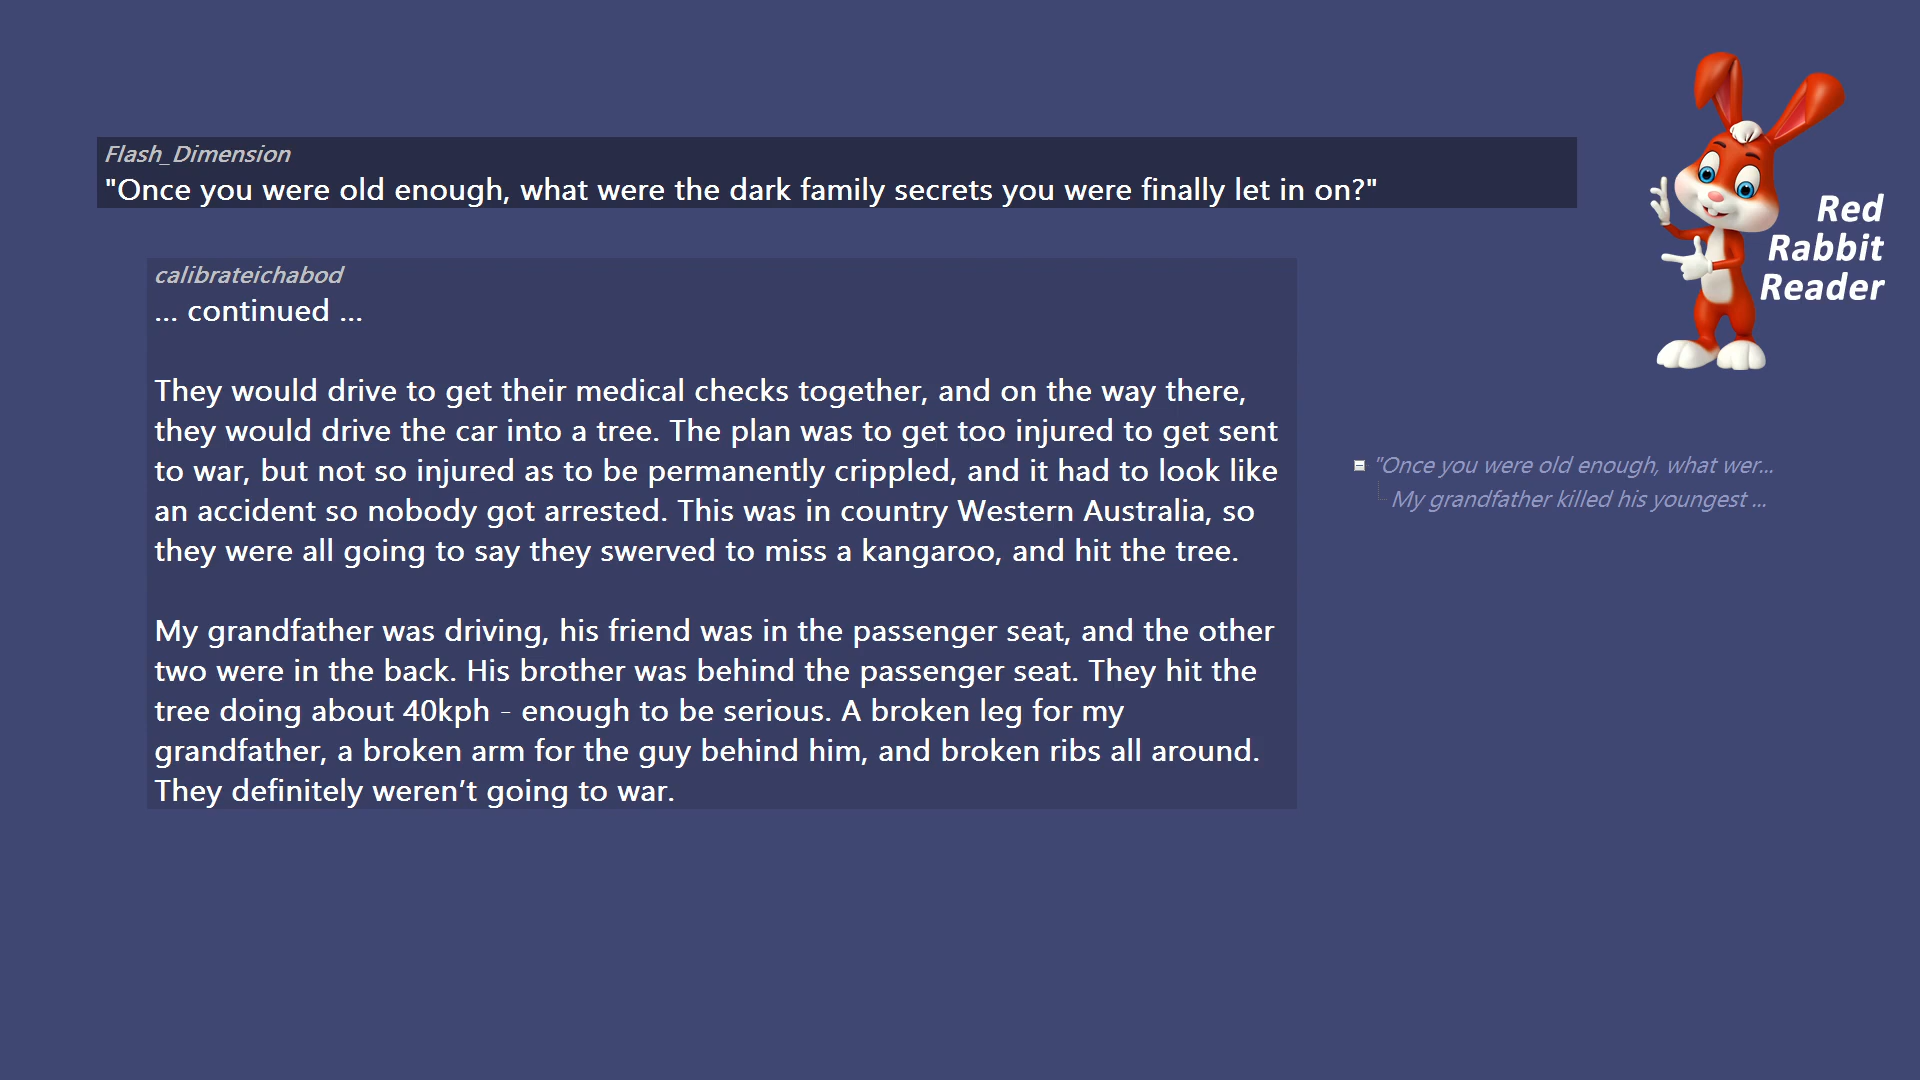 Flash_Dimension
"Once you were old enough, what were the dark family secrets you were finally let in on?"
Red
Rabbit
Reader
calibrateichabod
... continued ...
They would drive to get their medical checks together, and on the way there,
they would drive the car into a tree. The plan was to get too injured to get sent
to war, but not so injured as to be permanently crippled, and it had to look like
an accident so nobody got arrested. This was in country Western Australia, so
they were all going to say they swerved to miss a kangaroo, and hit the tree.
My grandfather was driving, his friend was in the passenger seat, and the other
two were in the back. His brother was behind the passenger seat. They hit the
tree doing about 40kph - enough to be serious. A broken leg for my
grandfather, a broken arm for the guy behind him, and broken ribs all around.
They definitely weren’t going to war.
"Once you were old enough, what wer...
My grandfather killed his youngest ...